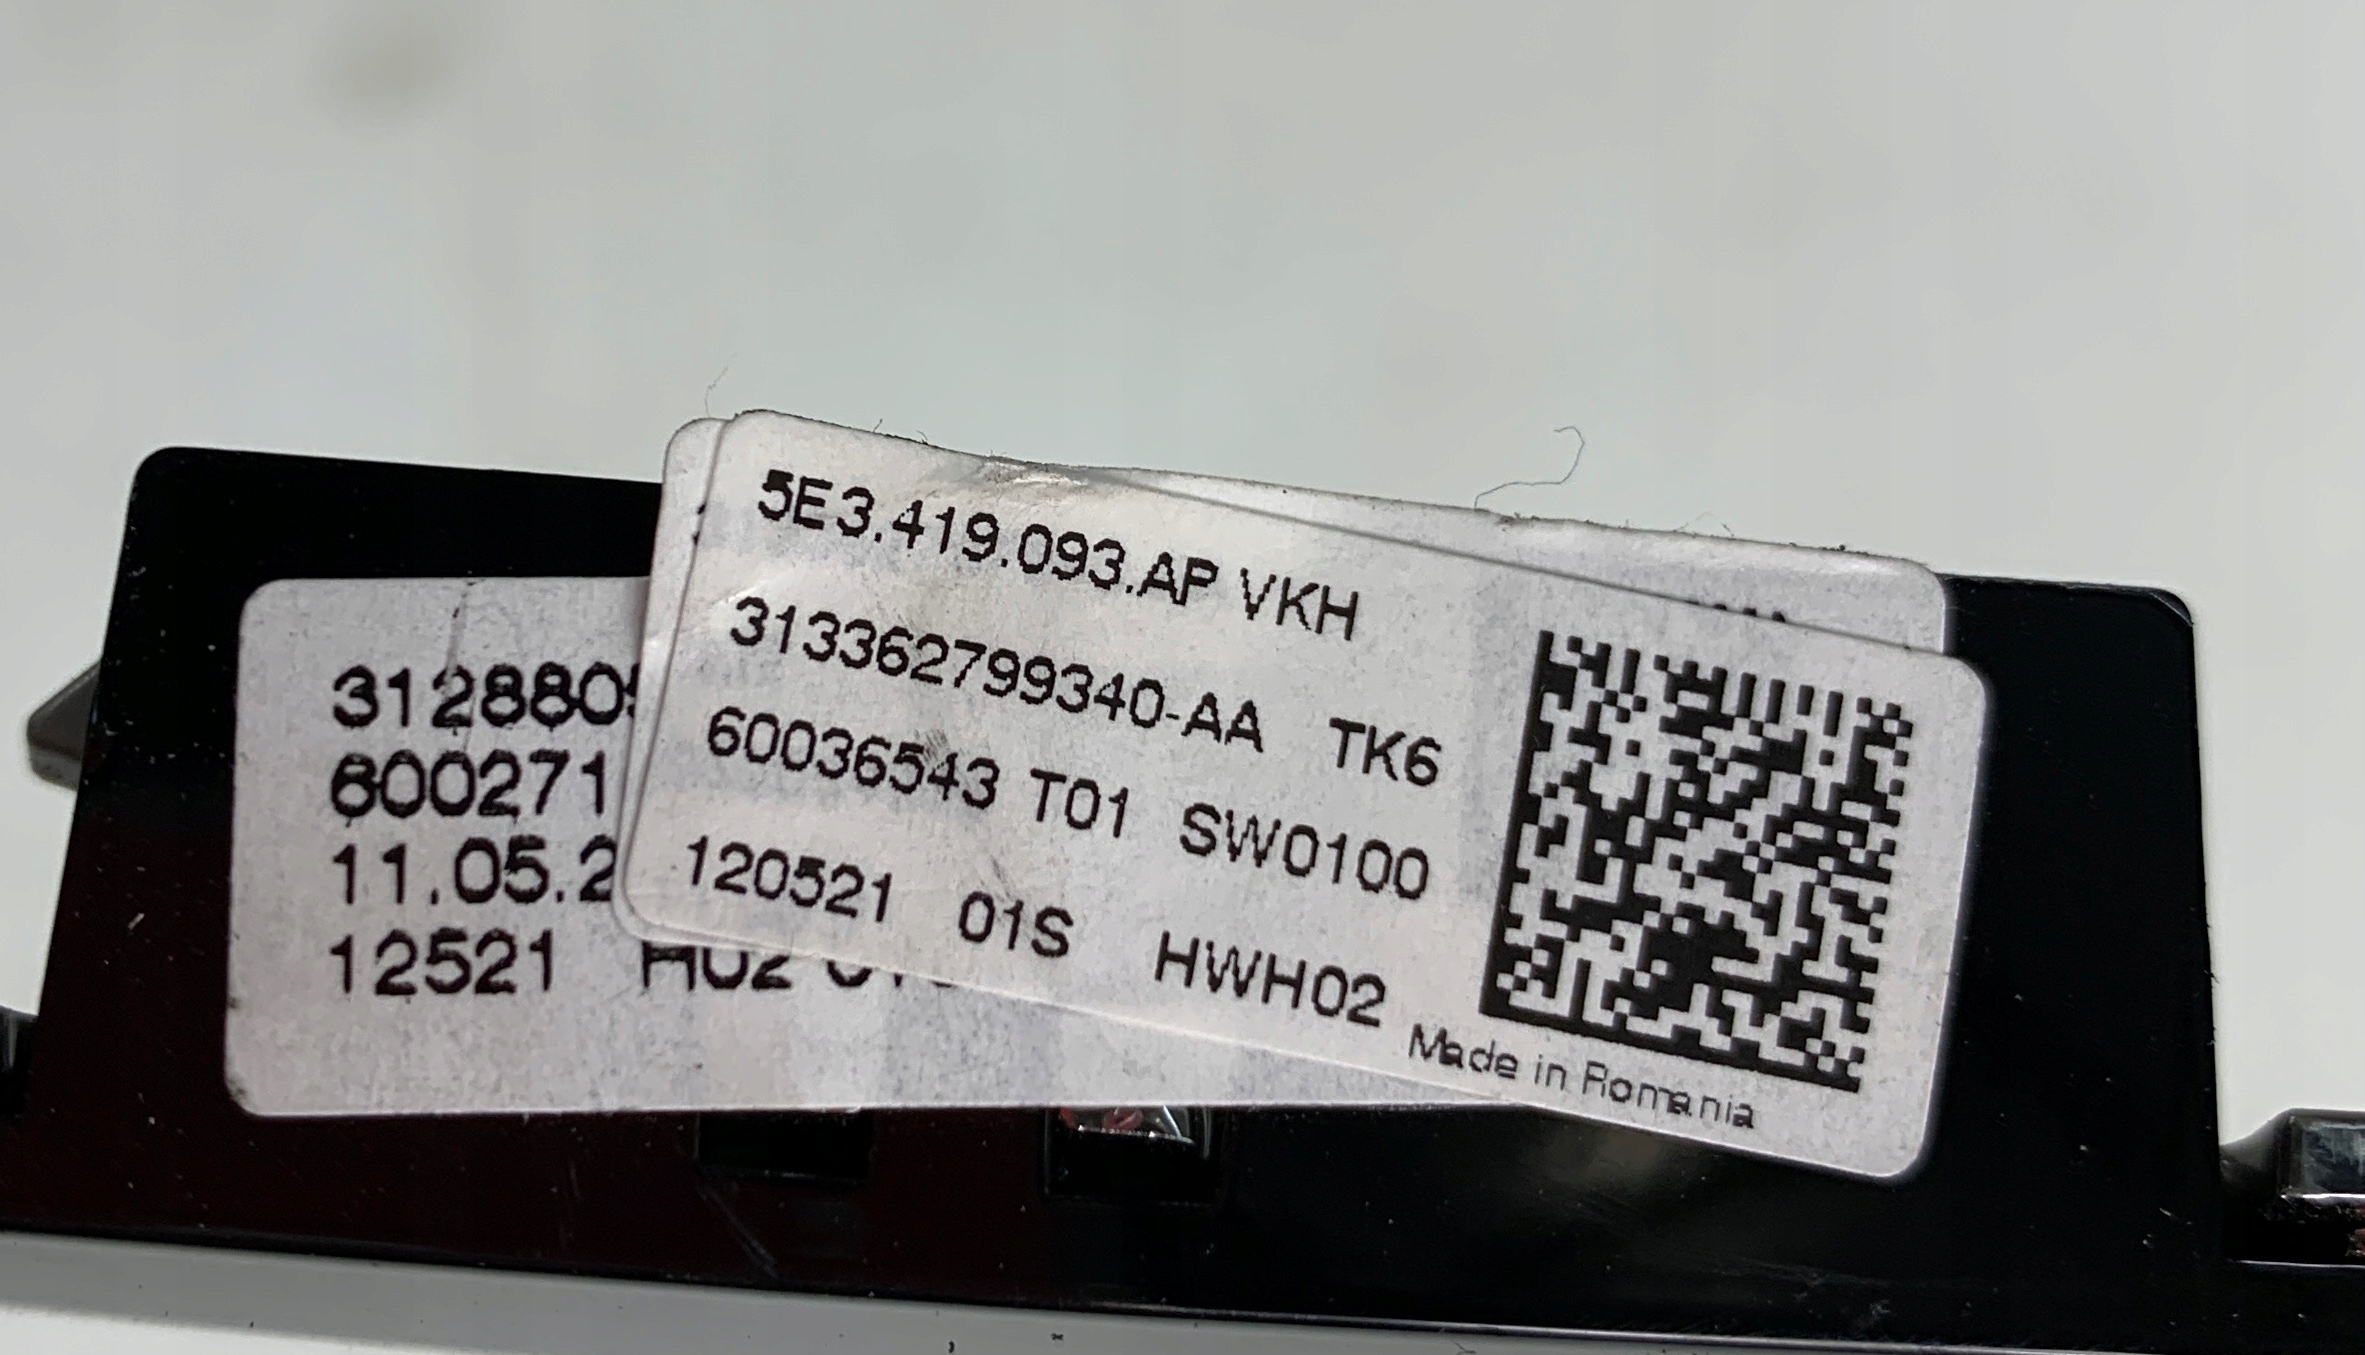 5E3.419.093.AP VKH
313362799340-AA TK6
60036543 T01 SW0100
120521 01S HWH02
Made in Romania
312880
600271
11.05.2
12521 H02